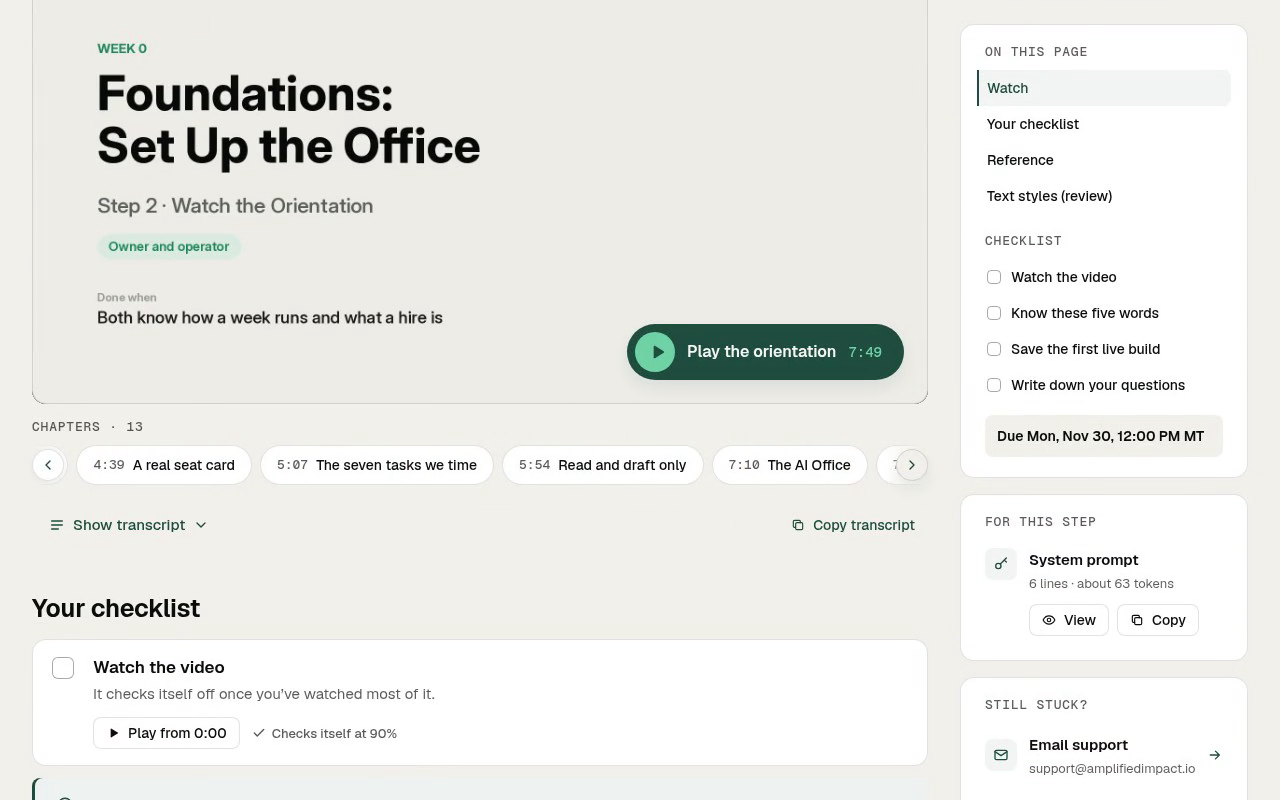 WEEK 0
Foundations:
Set Up the Office
Step 2 · Watch the Orientation
Owner and operator
Done when
Both know how a week runs and what a hire is
Play the orientation 7:49
CHAPTERS · 13
4:39 A real seat card
5:07 The seven tasks we time
5:54 Read and draft only
7:10 The AI Office
Show transcript
Copy transcript
Your checklist
Watch the video
It checks itself off once you’ve watched most of it.
Play from 0:00
Checks itself at 90%
ON THIS PAGE
Watch
Your checklist
Reference
Text styles (review)
CHECKLIST
Watch the video
Know these five words
Save the first live build
Write down your questions
Due Mon, Nov 30, 12:00 PM MT
FOR THIS STEP
System prompt
6 lines · about 63 tokens
View
Copy
STILL STUCK?
Email support
support@amplifiedimpact.io